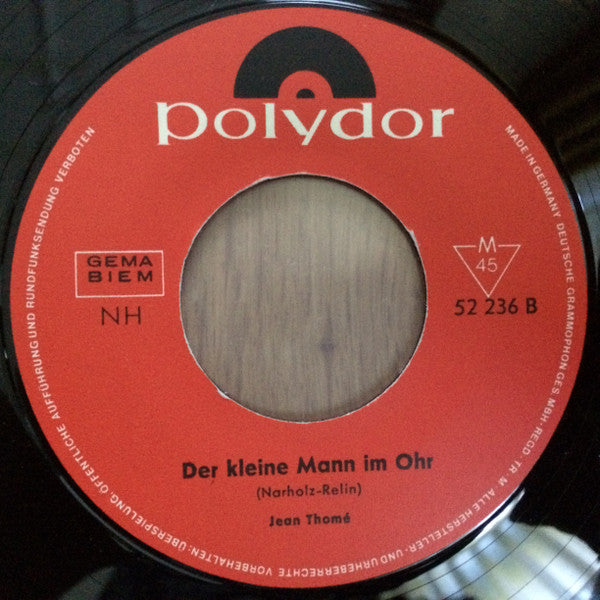 polydor
GEMA
BIEM
NH
M
45
52 236 B
Der kleine Mann im Ohr
(Narholz-Relin)
Jean Thomé
MADE IN GERMANY DEUTSCHE GRAMMOPHON GES. MBH · REGD. TR. M. ALLE HERSTELLER- UND URHEBERRECHTE VORBEHALTEN · ÜBERSPIELUNG, ÖFFENTLICHE AUFFÜHRUNG UND RUNDFUNKSENDUNG VERBOTEN